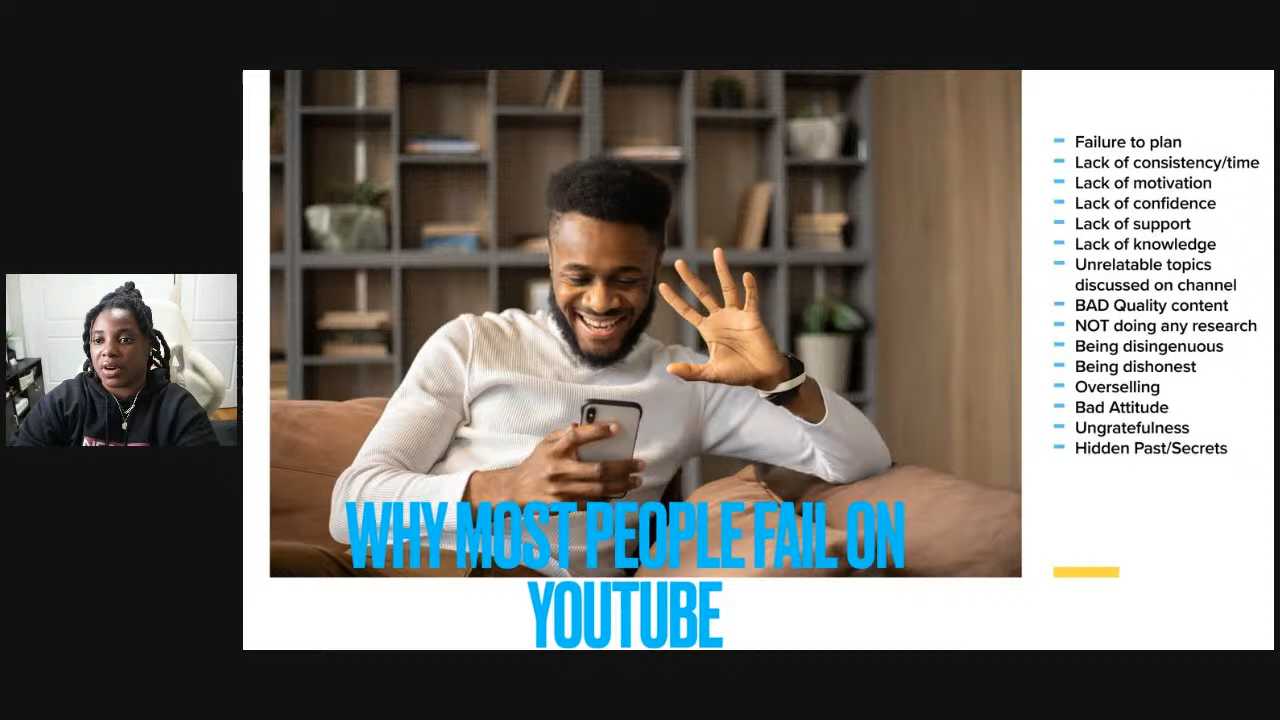 Failure to plan
Lack of consistency/time
Lack of motivation
Lack of confidence
Lack of support
Lack of knowledge
Unrelatable topics
discussed on channel
BAD Quality content
NOT doing any research
Being disingenuous
Being dishonest
Overselling
Bad Attitude
Ungratefulness
Hidden Past/Secrets
WHY MOST PEOPLE FAIL ON
YOUTUBE